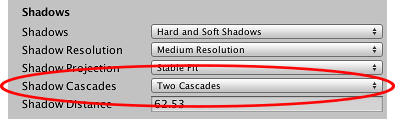 Shadows
Shadows Hard and Soft Shadows
Shadow Resolution Medium Resolution
Shadow Projection Stable Fit
Shadow Cascades Two Cascades
Shadow Distance 62.53